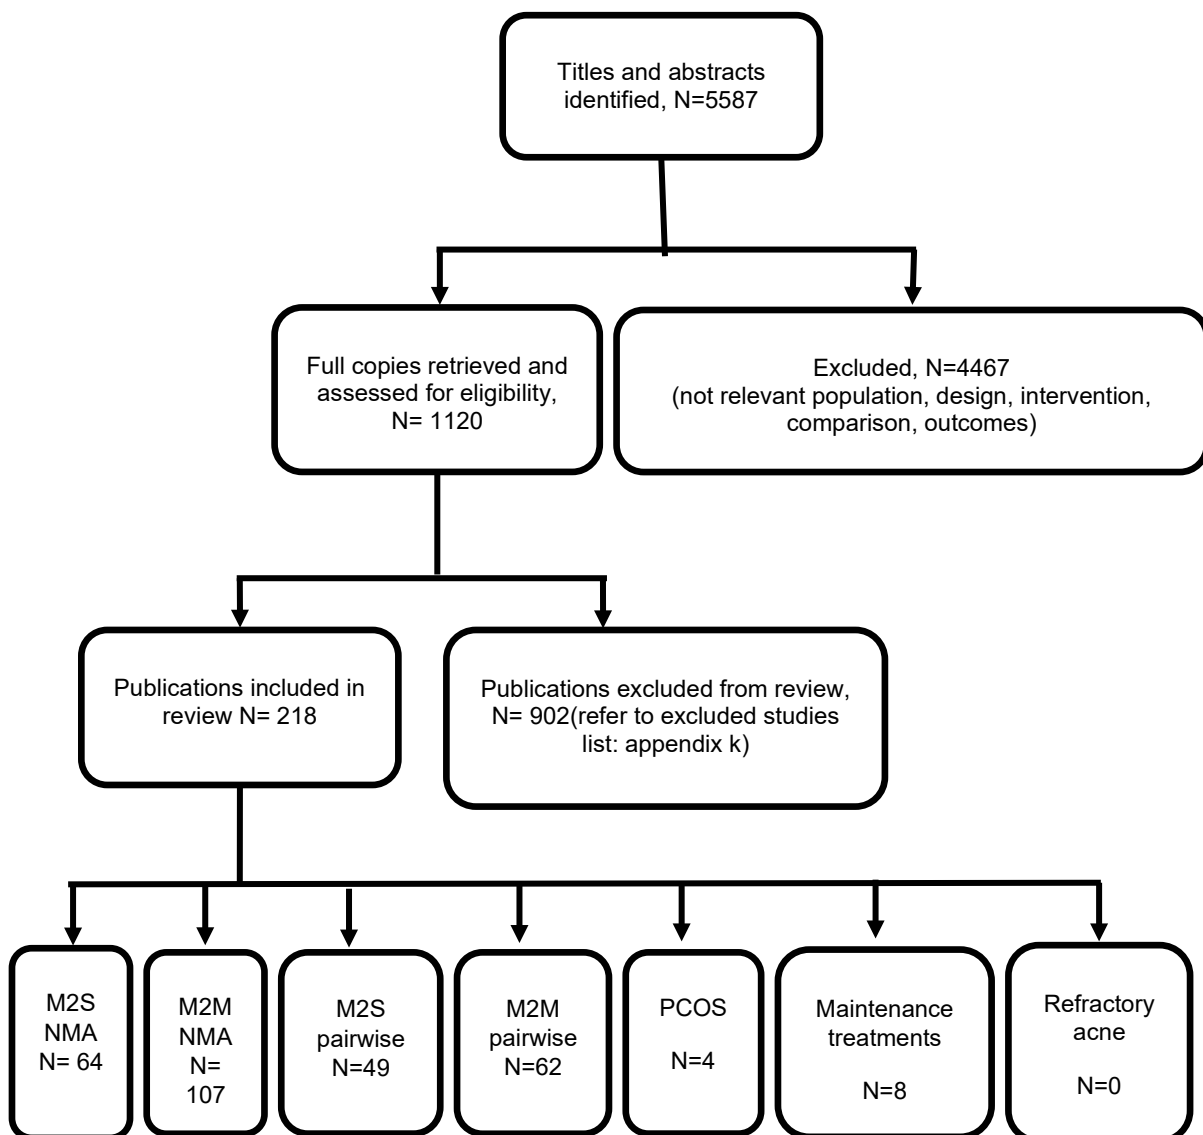 Titles and abstracts
identified, N=5587
Full copies retrieved and
assessed for eligibility,
N= 1120
Excluded, N=4467
(not relevant population, design, intervention,
comparison, outcomes)
Publications included in
review N= 218
Publications excluded from review,
N= 902(refer to excluded studies
list: appendix k)
M2S
NMA
N= 64
M2M
NMA
N=
107
M2S
pairwise
N=49
M2M
pairwise
N=62
PCOS
N=4
Maintenance
treatments
N=8
Refractory
acne
N=0